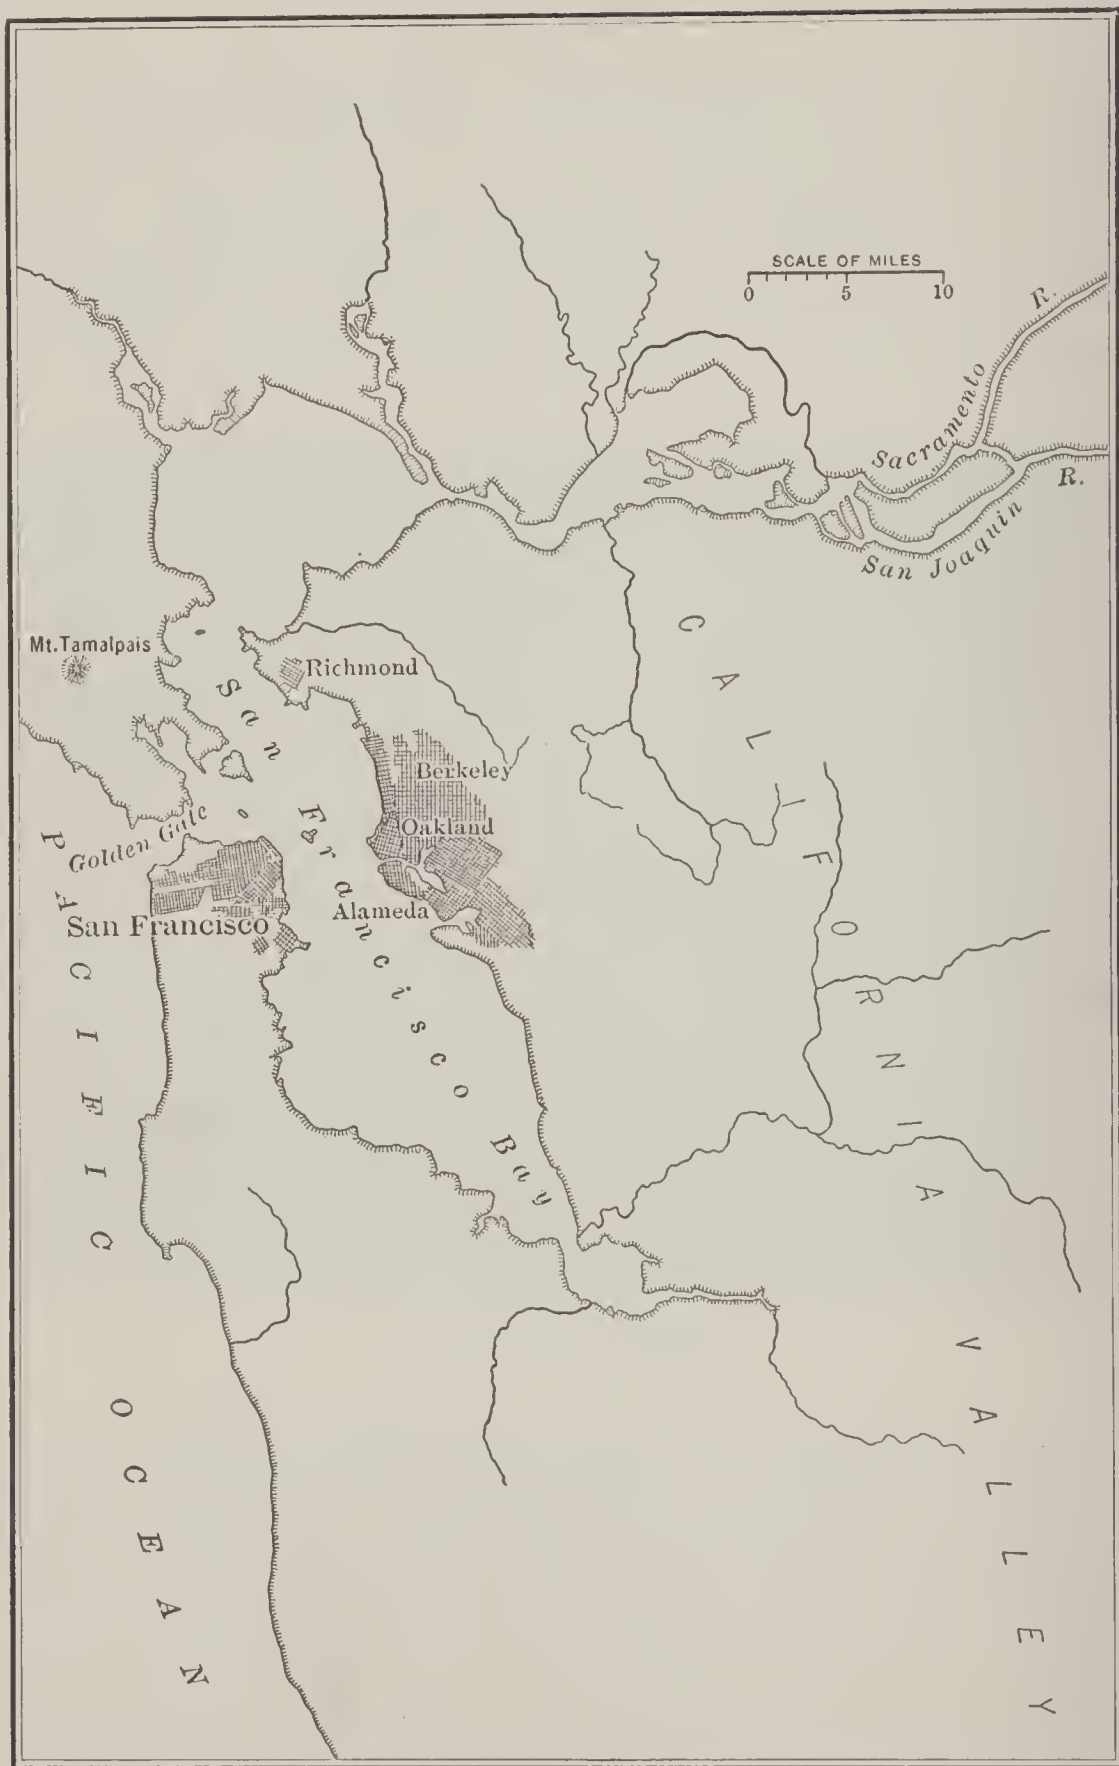 SCALE OF MILES
0 5 10
Sacramento R.
San Joaquin R.
Mt. Tamalpais
Richmond
San Francisco Bay
Berkeley
Golden Gate
Oakland
San Francisco
Alameda
PACIFIC OCEAN
CALIFORNIA VALLEY